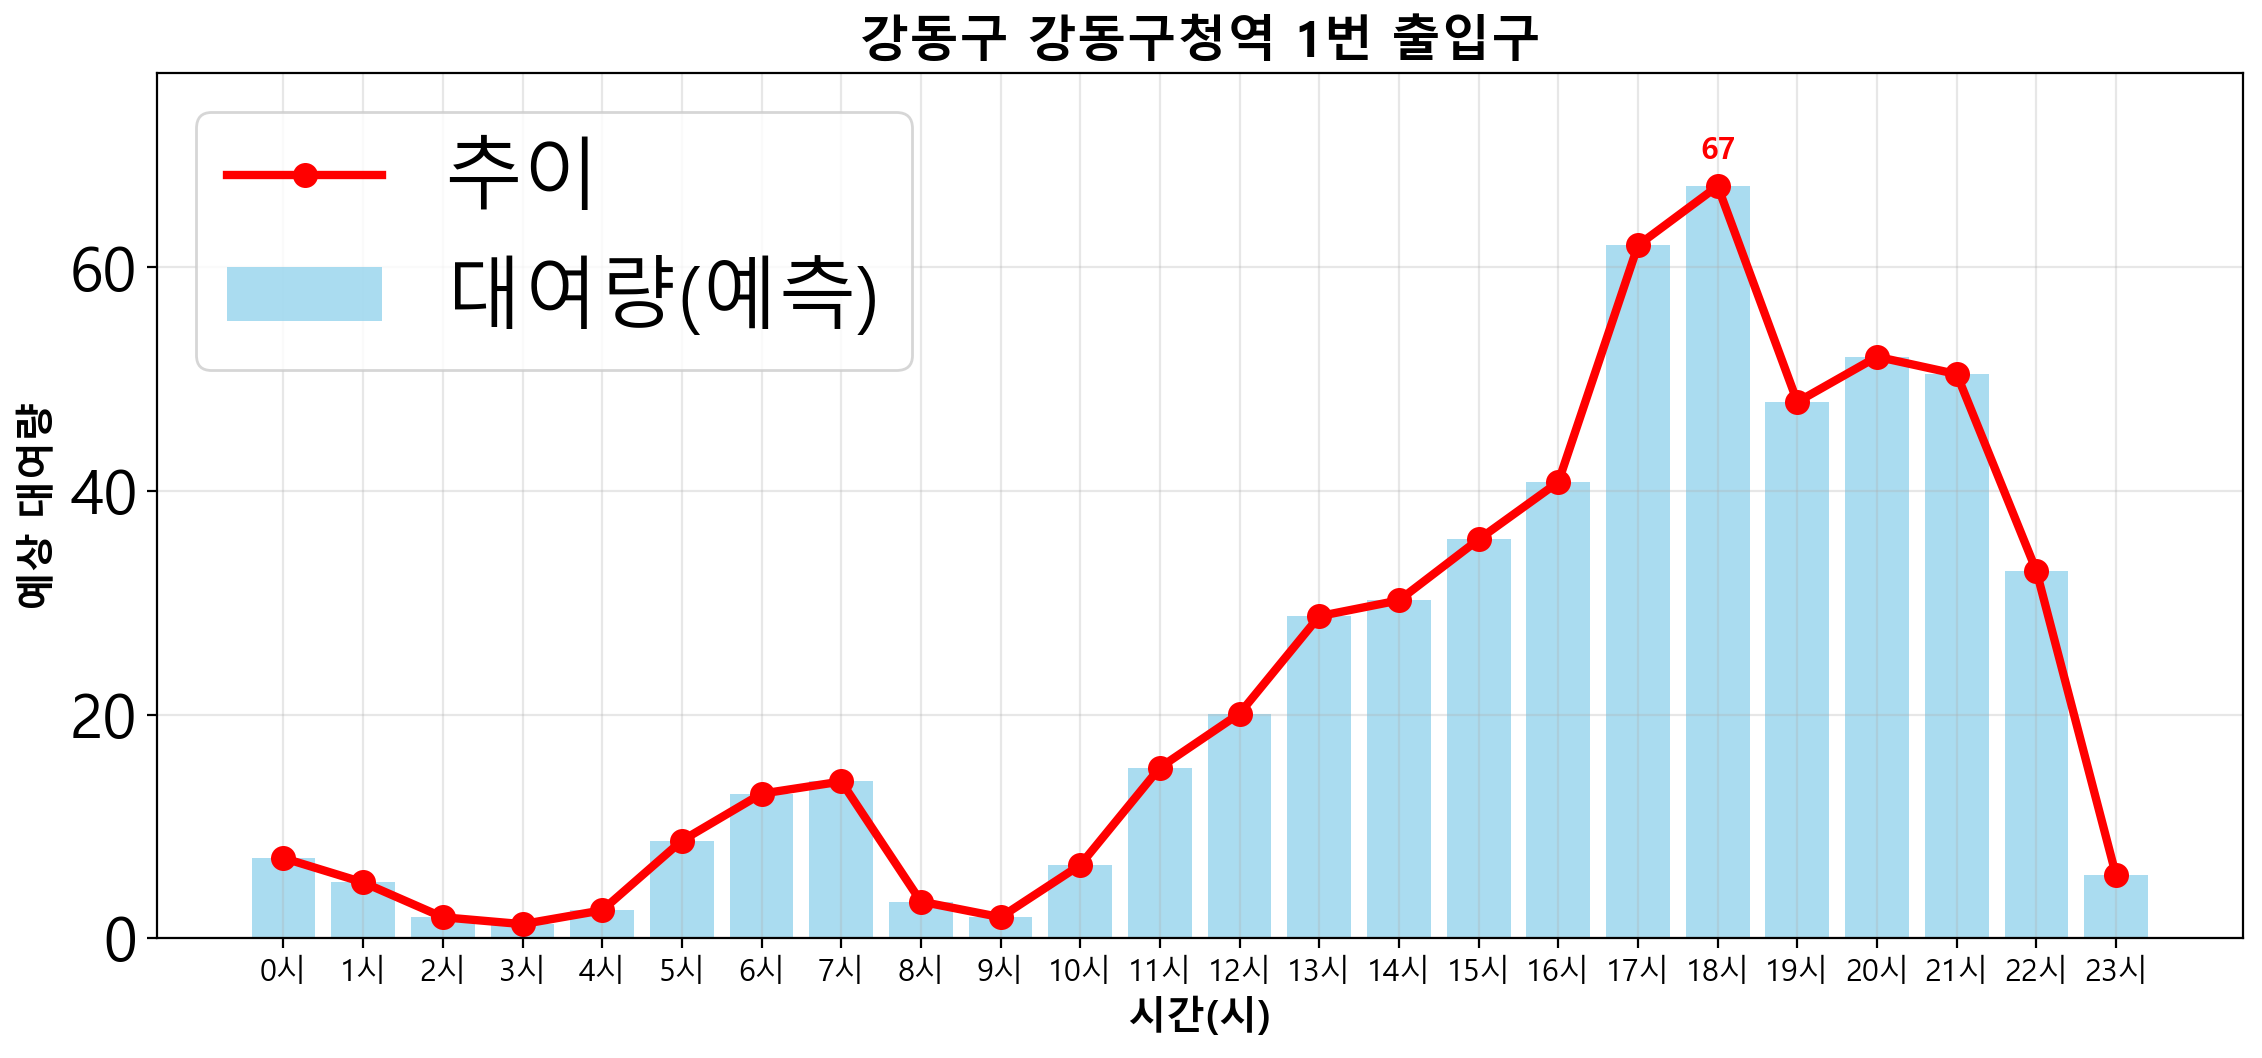 강동구 강동구청역 1번 출입구
추이
대여량(예측)
67
예상 대여량
60
40
20
0
0시 1시 2시 3시 4시 5시 6시 7시 8시 9시 10시 11시 12시 13시 14시 15시 16시 17시 18시 19시 20시 21시 22시 23시
시간(시)